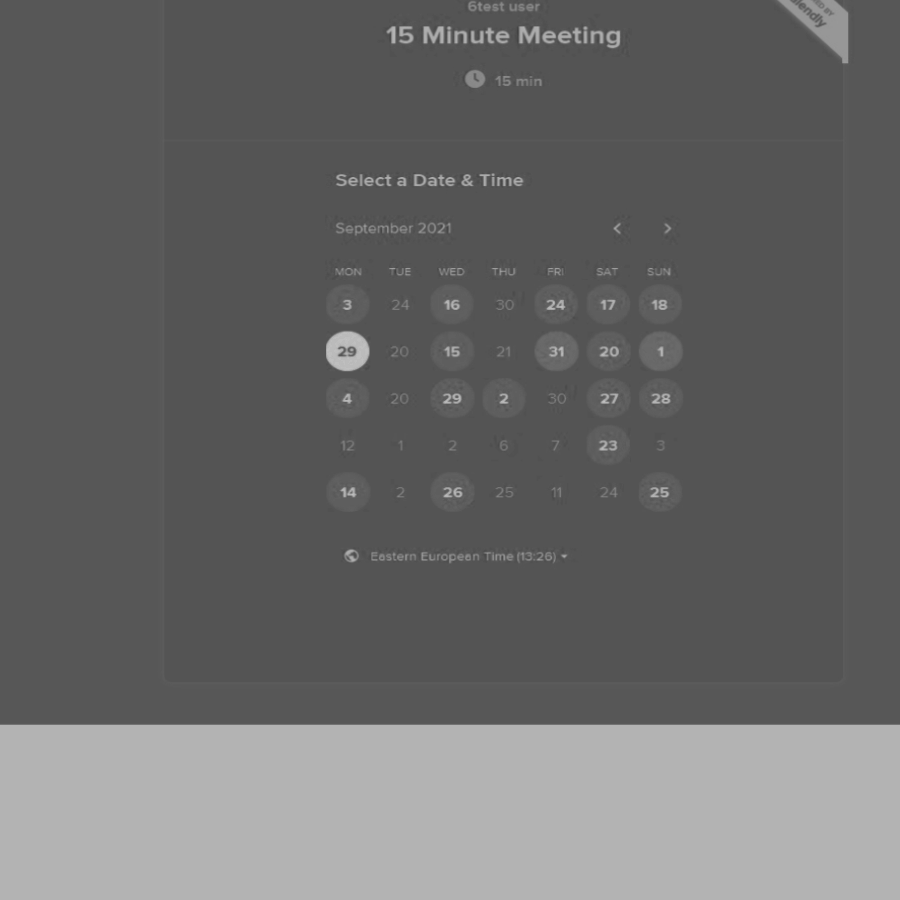 6test user
15 Minute Meeting
15 min
Select a Date & Time
September 2021
MON TUE WED THU FRI SAT SUN
3 24 16 30 24 17 18
29 20 15 21 31 20 1
4 20 29 2 30 27 28
12 1 2 6 7 23 3
14 2 26 25 11 24 25
Eastern European Time (13:26)